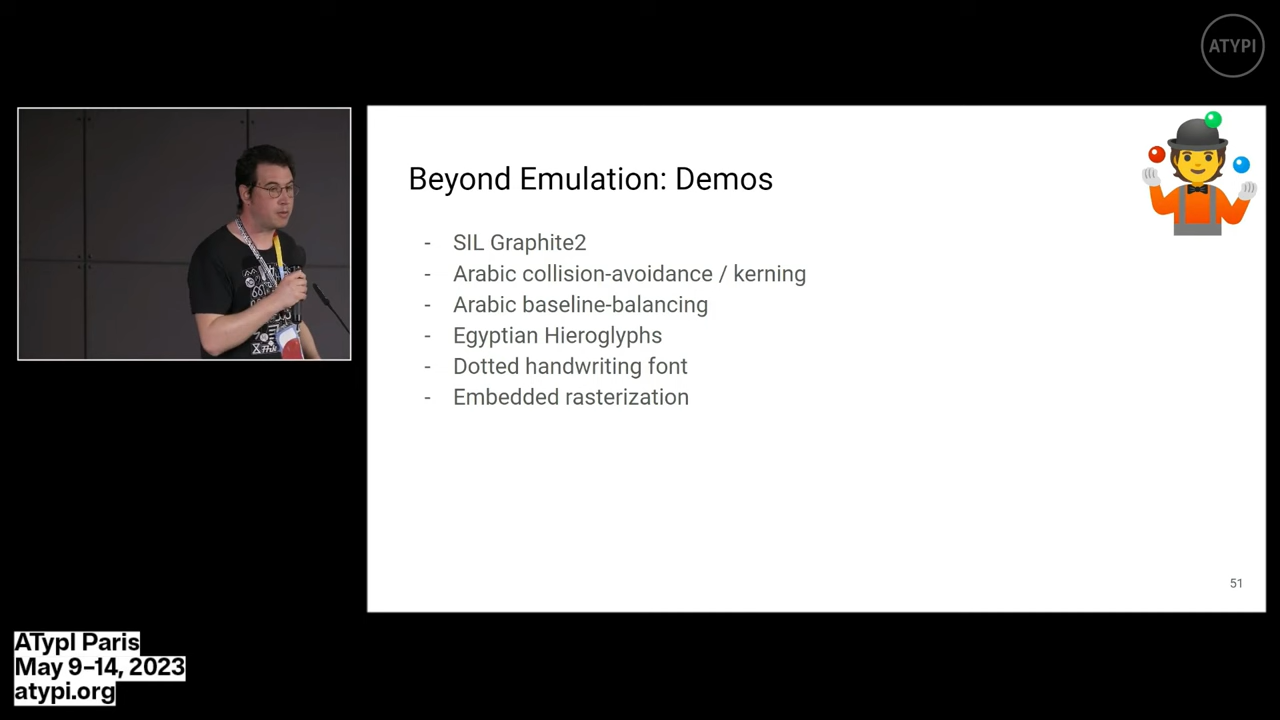 ATYPI
Beyond Emulation: Demos
- SIL Graphite2
- Arabic collision-avoidance / kerning
- Arabic baseline-balancing
- Egyptian Hieroglyphs
- Dotted handwriting font
- Embedded rasterization
51
ATypI Paris
May 9–14, 2023
atypi.org